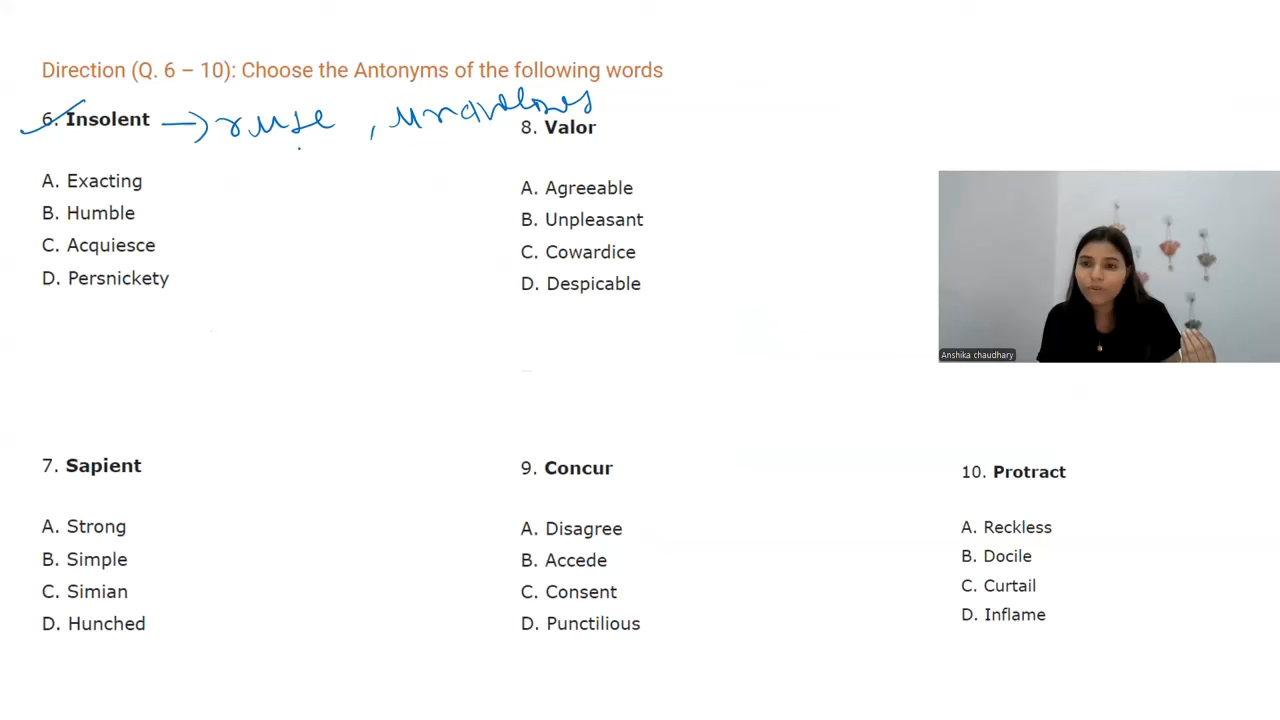 Direction (Q. 6 – 10): Choose the Antonyms of the following words
6. Insolent
A. Exacting
B. Humble
C. Acquiesce
D. Persnickety
8. Valor
A. Agreeable
B. Unpleasant
C. Cowardice
D. Despicable
Anshika chaudhary
7. Sapient
A. Strong
B. Simple
C. Simian
D. Hunched
9. Concur
A. Disagree
B. Accede
C. Consent
D. Punctilious
10. Protract
A. Reckless
B. Docile
C. Curtail
D. Inflame